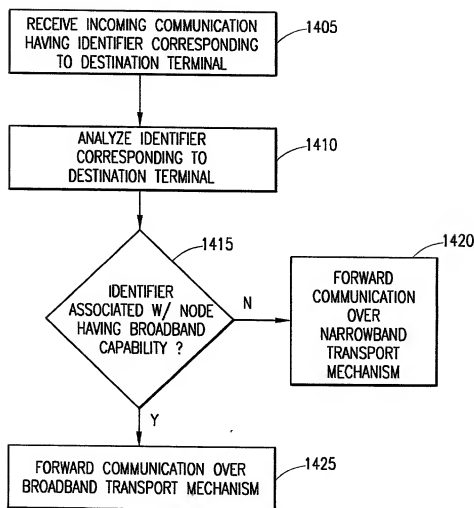 RECEIVE INCOMING COMMUNICATION
HAVING IDENTIFIER CORRESPONDING
TO DESTINATION TERMINAL
1405
ANALYZE IDENTIFIER
CORRESPONDING TO
DESTINATION TERMINAL
1410
1415
IDENTIFIER
ASSOCIATED W/ NODE
HAVING BROADBAND
CAPABILITY ?
N
1420
FORWARD
COMMUNICATION
OVER
NARROWBAND
TRANSPORT
MECHANISM
Y
FORWARD COMMUNICATION OVER
BROADBAND TRANSPORT MECHANISM
1425